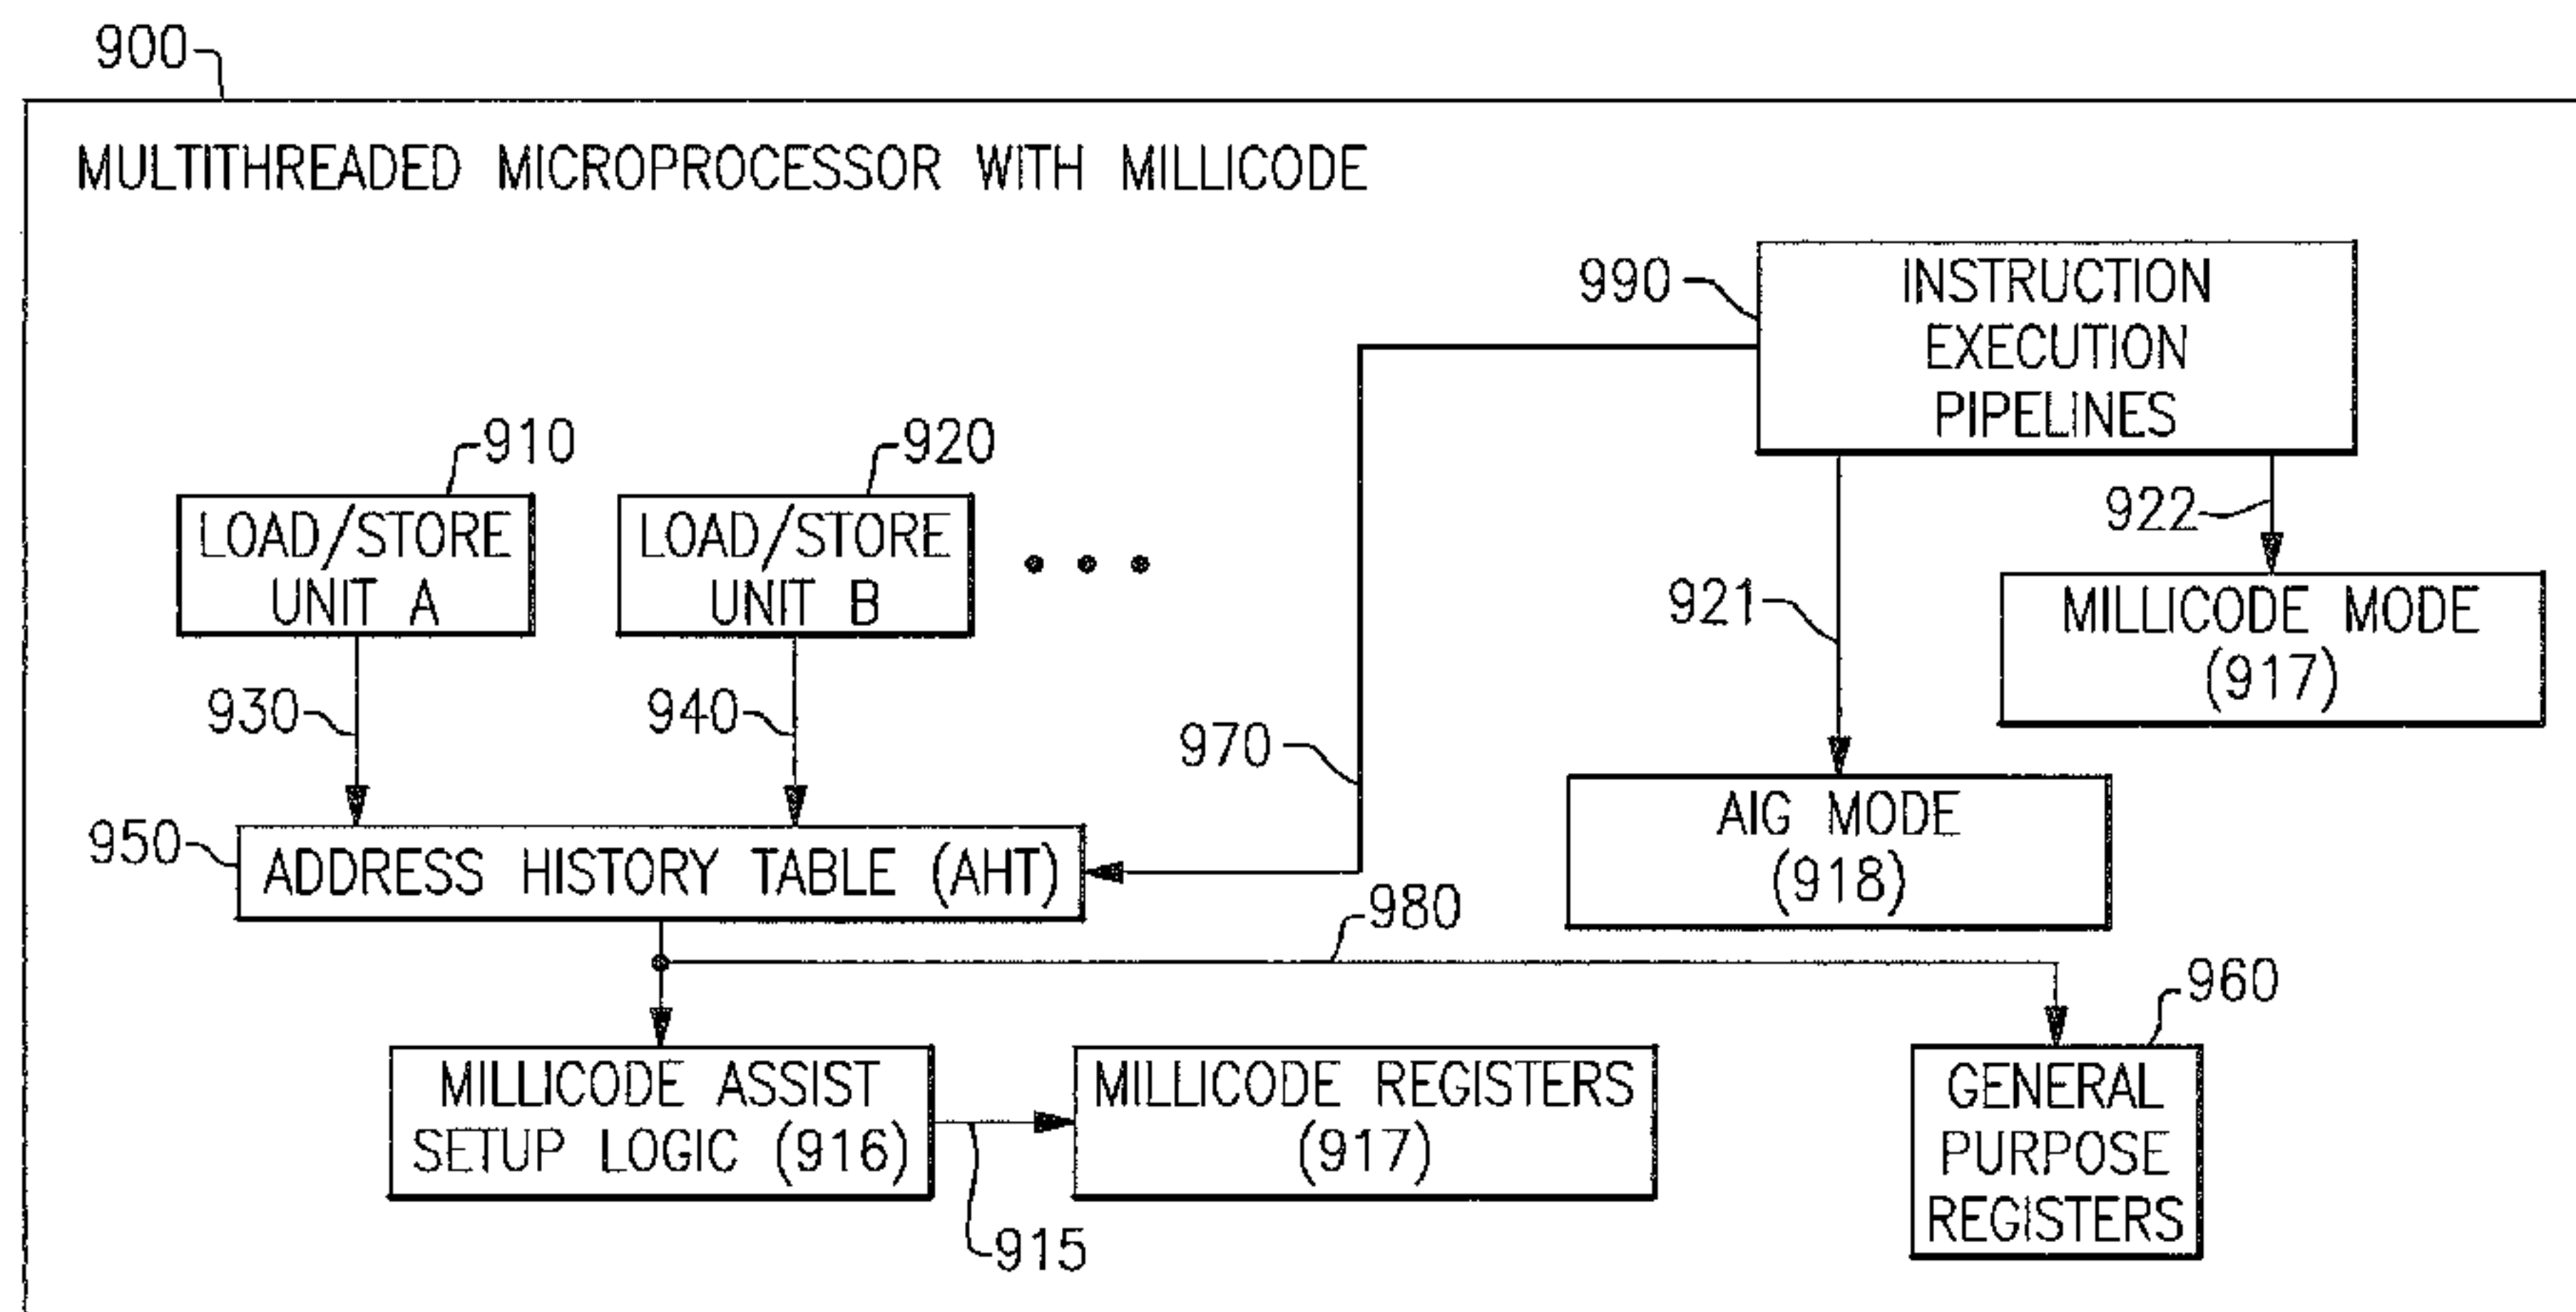 900
MULTITHREADED MICROPROCESSOR WITH MILLICODE
990
INSTRUCTION
EXECUTION
PIPELINES
910
920
LOAD/STORE
UNIT A
LOAD/STORE
UNIT B
922
921
MILLICODE MODE
(917)
930
940
970
950
ADDRESS HISTORY TABLE (AHT)
AIG MODE
(918)
980
960
MILLICODE ASSIST
SETUP LOGIC (916)
MILLICODE REGISTERS
(917)
GENERAL
PURPOSE
REGISTERS
915